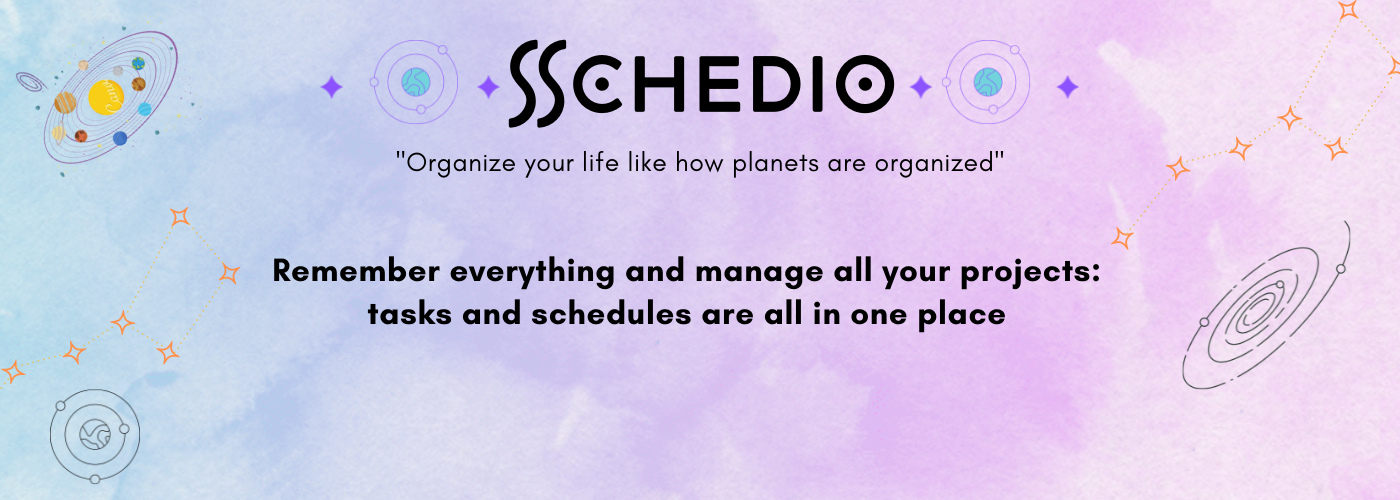 SSCHEDIO
"Organize your life like how planets are organized"
Remember everything and manage all your projects:
tasks and schedules are all in one place